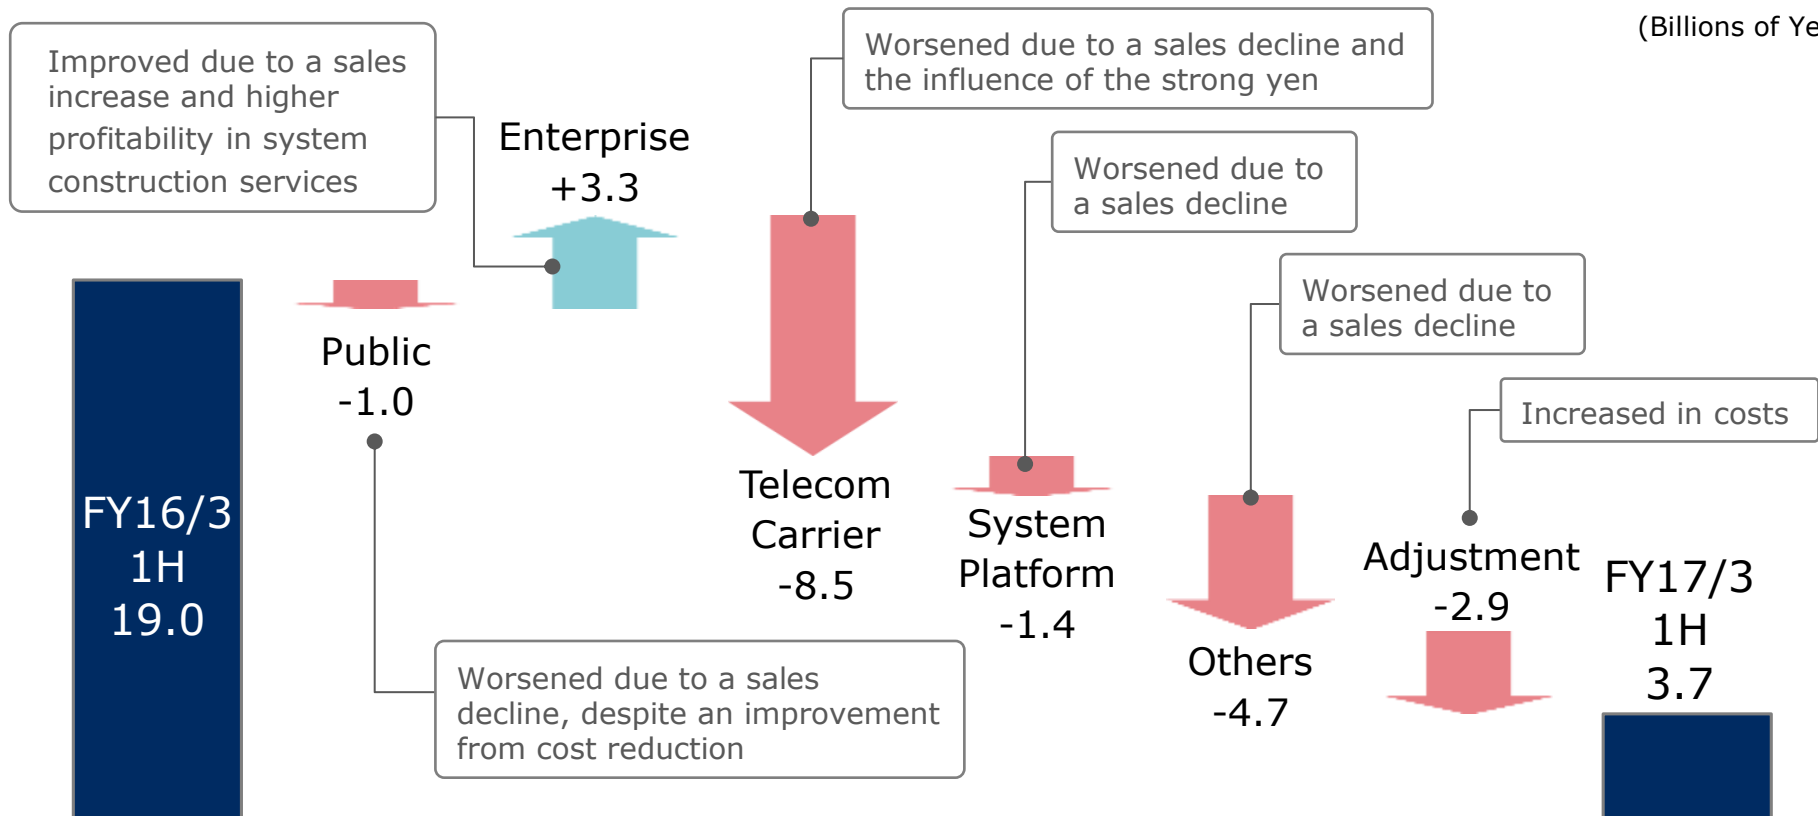 (Billions of Ye
Improved due to a sales
increase and higher
profitability in system
construction services
Enterprise
+3.3
Worsened due to a sales decline and
the influence of the strong yen
Worsened due to
a sales decline
Worsened due to
a sales decline
Increased in costs
Public
-1.0
FY16/3
1H
19.0
Telecom
Carrier
-8.5
System
Platform
-1.4
Others
-4.7
Adjustment
-2.9
FY17/3
1H
3.7
Worsened due to a sales
decline, despite an improvement
from cost reduction